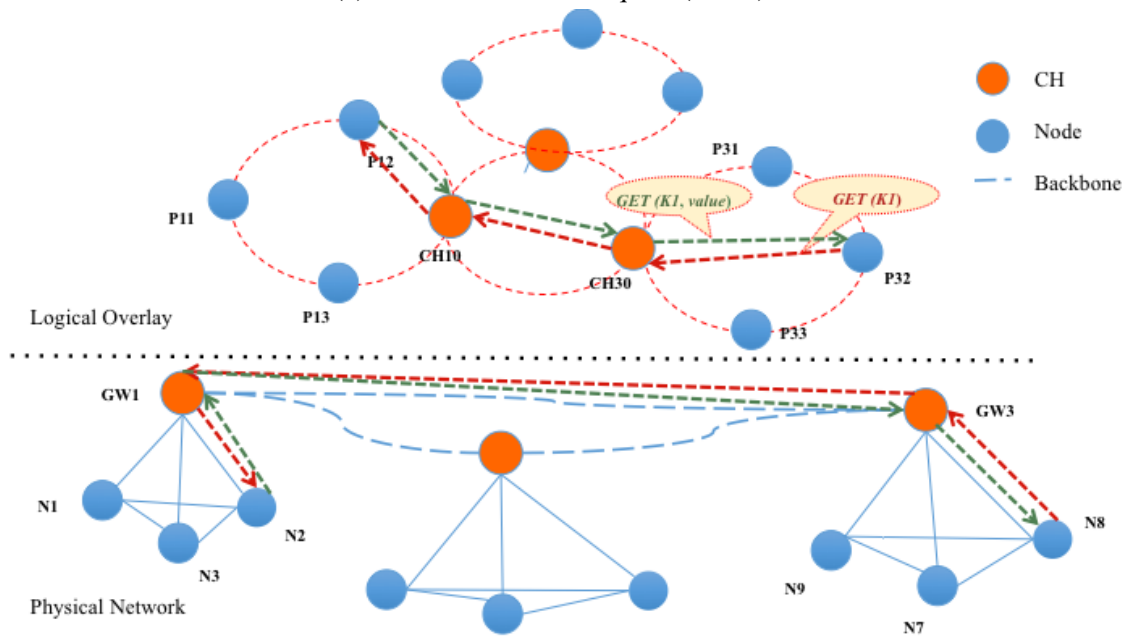 CH
Node
Backbone
P12
P31
GET (K1, value)
GET (K1)
P11
CH10
CH30
P32
P13
P33
Logical Overlay
GW1
GW3
N1
N2
N8
N3
N9
N7
Physical Network